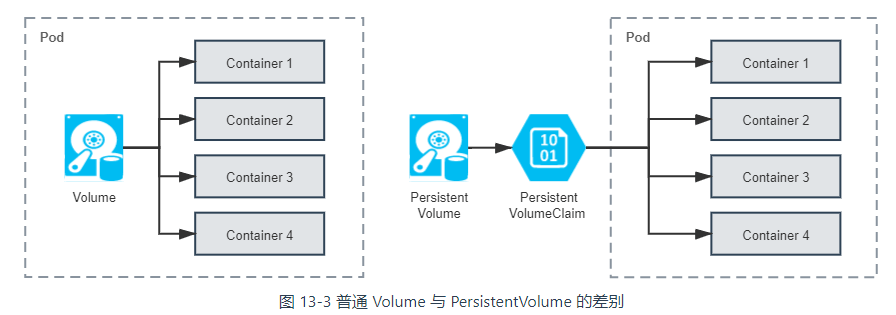 Pod
Container 1
Container 2
Container 3
Container 4
Volume
Persistent
Volume
10
01
Persistent
VolumeClaim
Pod
Container 1
Container 2
Container 3
Container 4
图 13-3 普通 Volume 与 PersistentVolume 的差别